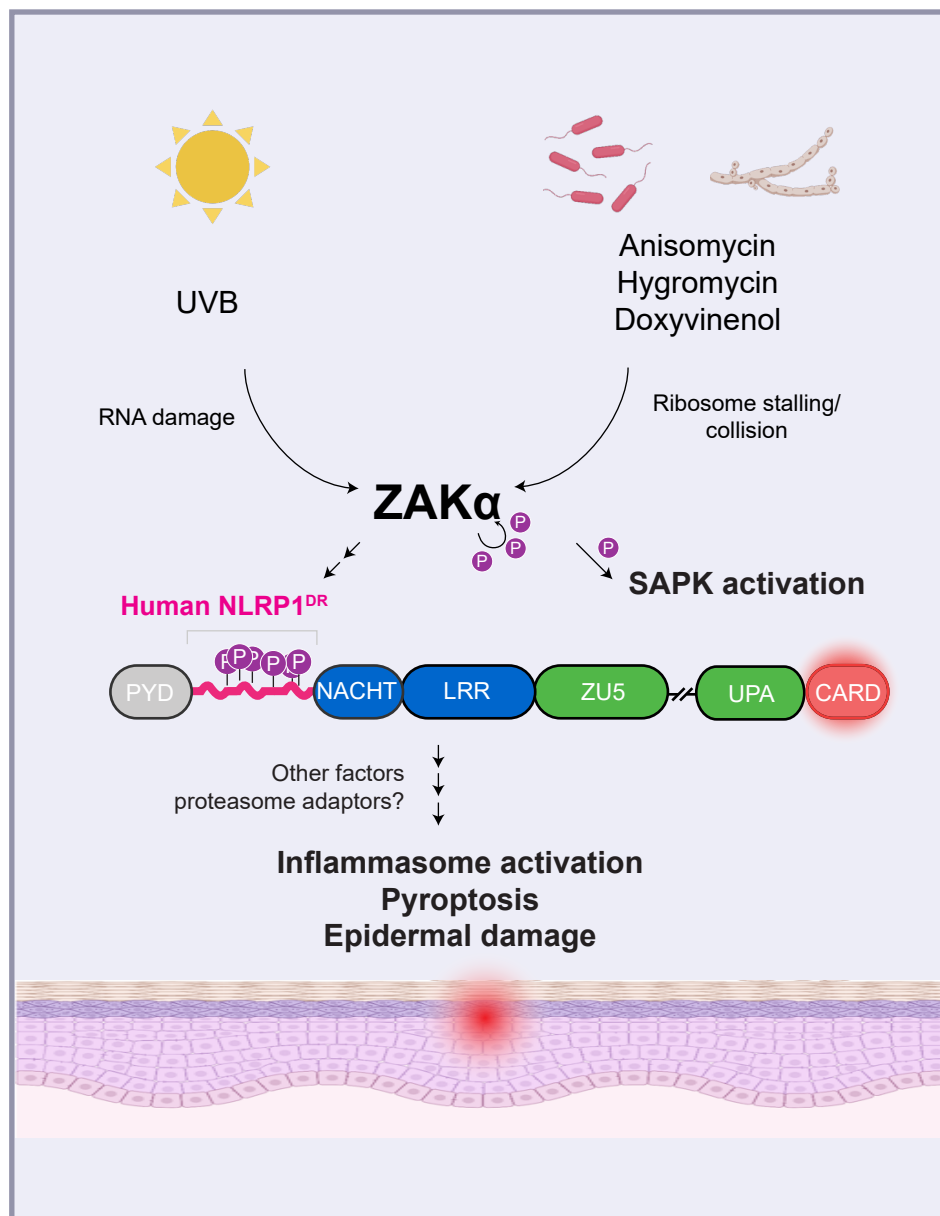 UVB
Anisomycin
Hygromycin
Doxyvinenol
RNA damage
Ribosome stalling/
collision
ZAKα
P
P
P
P
SAPK activation
Human NLRP1DR
P P P P P P
PYD NACHT LRR ZU5 UPA CARD
Other factors
proteasome adaptors?
Inflammasome activation
Pyroptosis
Epidermal damage